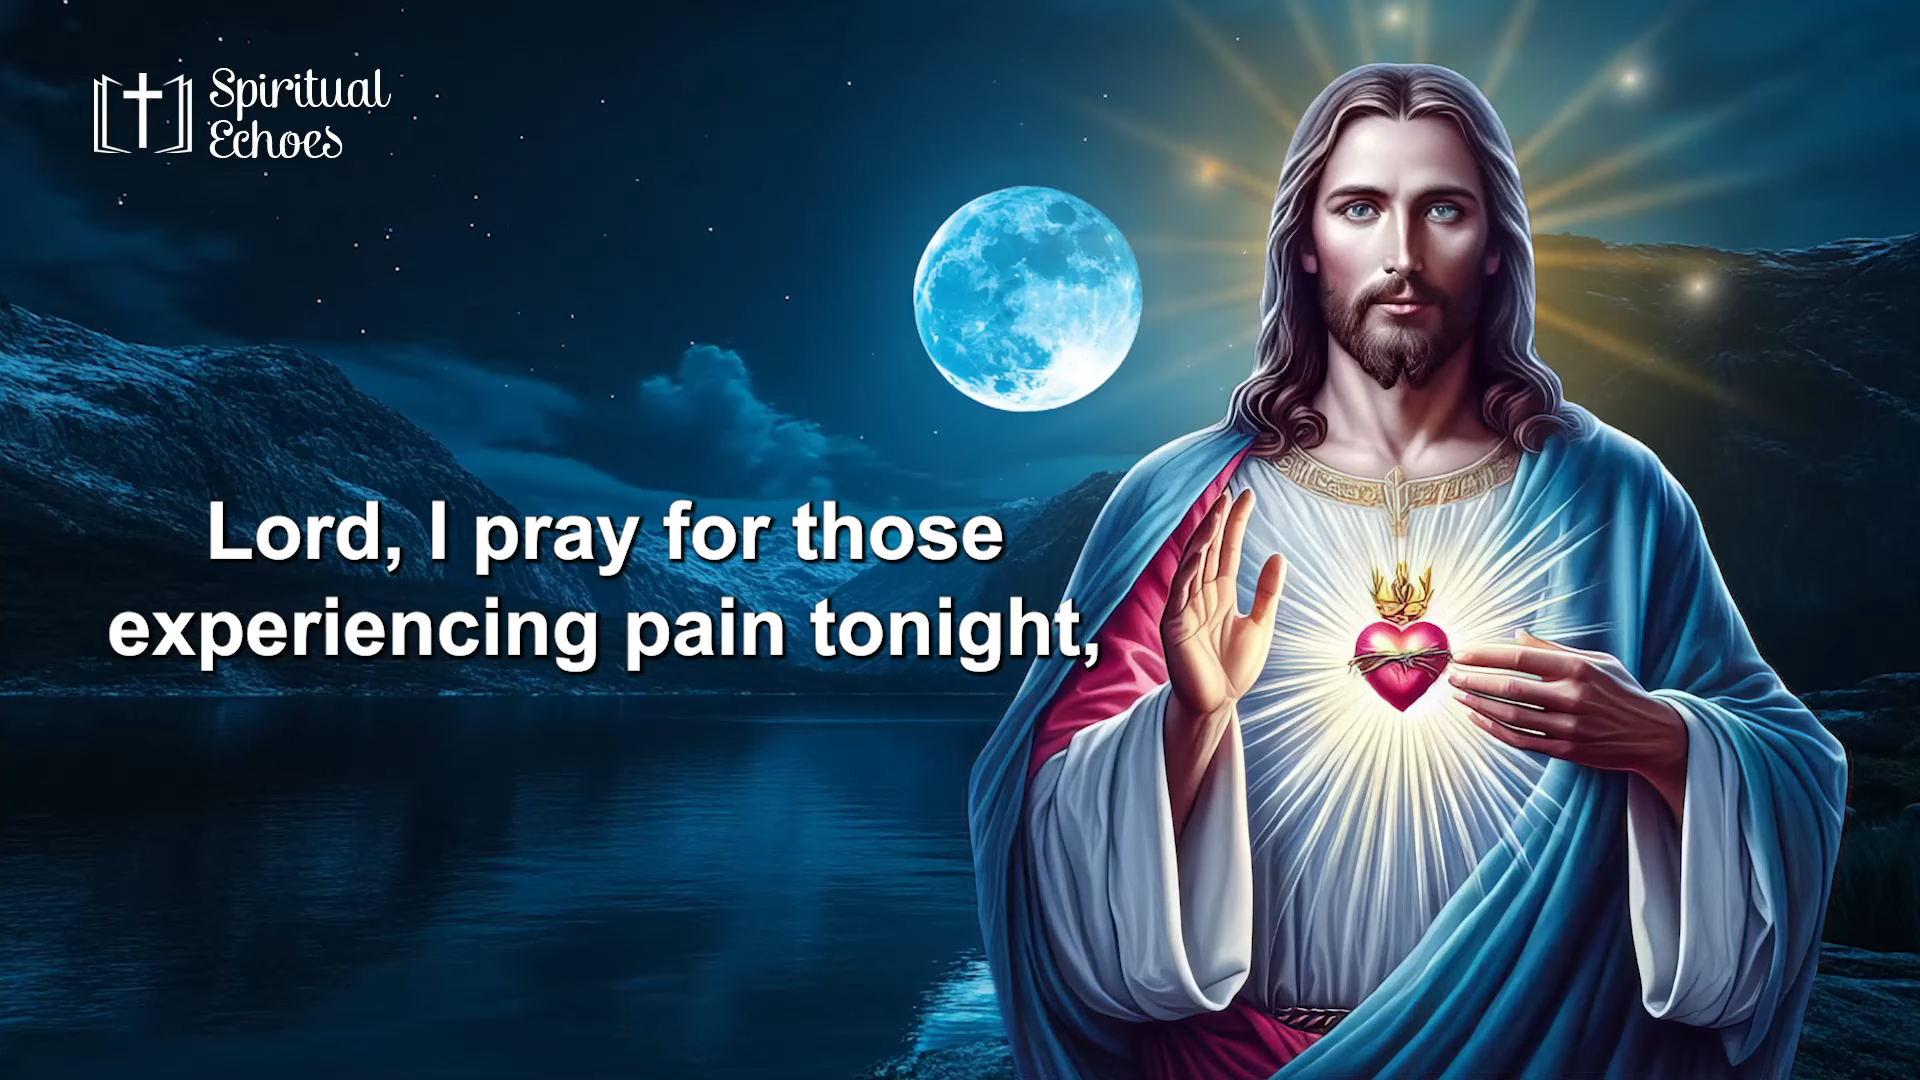 Spiritual
Echoes
Lord, I pray for those
experiencing pain tonight,